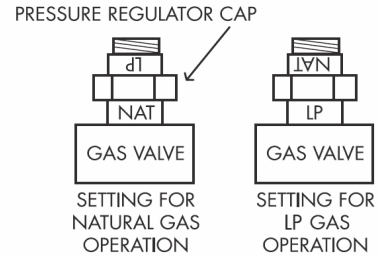 PRESSURE REGULATOR CAP
LP
NAT
GAS VALVE
SETTING FOR
NATURAL GAS
OPERATION
NAT
LP
GAS VALVE
SETTING FOR
LP GAS
OPERATION